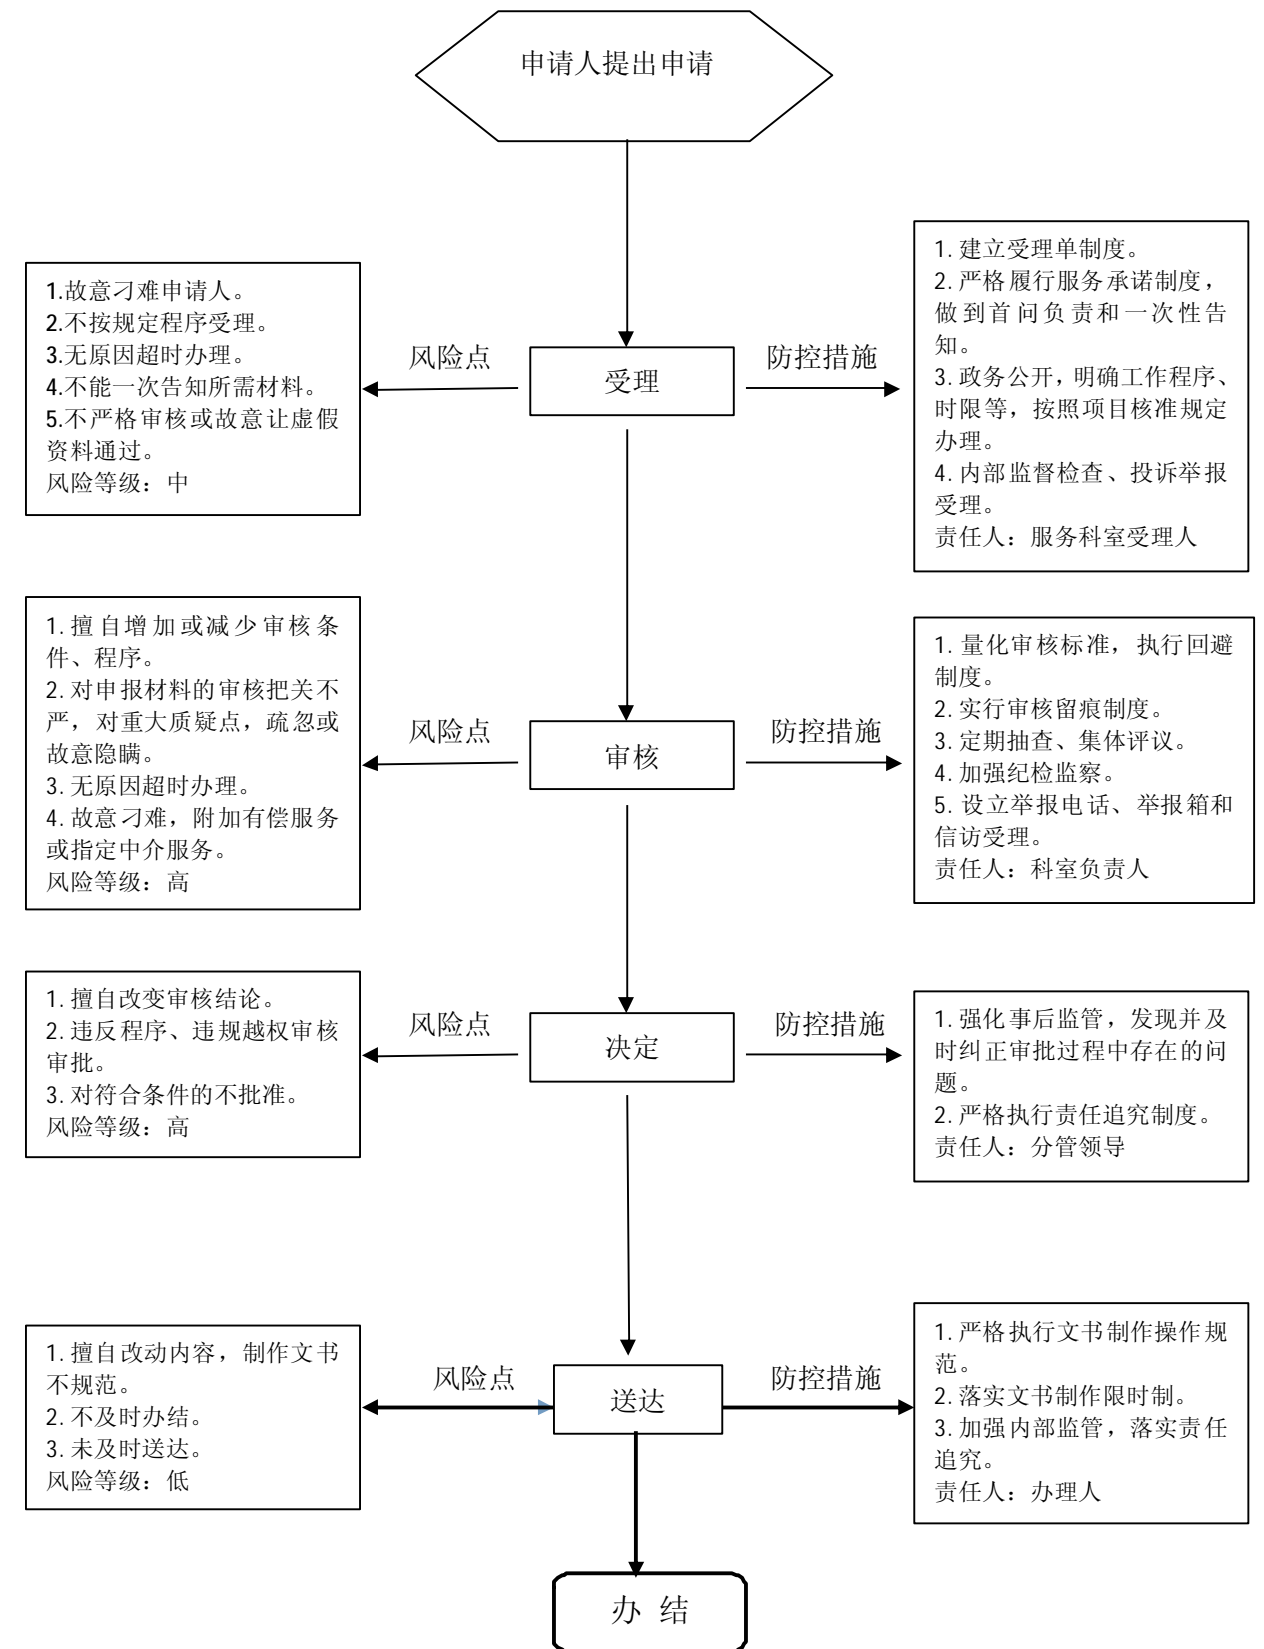 申请人提出申请
1.故意刁难申请人。
2.不按规定程序受理。
3.无原因超时办理。
4.不能一次告知所需材料。
5.不严格审核或故意让虚假
资料通过。
风险等级：中
风险点
受理
防控措施
1.建立受理单制度。
2.严格履行服务承诺制度，
做到首问负责和一次性告
知。
3.政务公开，明确工作程序、
时限等，按照项目核准规定
办理。
4.内部监督检查、投诉举报
受理。
责任人：服务科室受理人
1.擅自增加或减少审核条
件、程序。
2.对申报材料的审核把关不
严，对重大质疑点，疏忽或
故意隐瞒。
3.无原因超时办理。
4.故意刁难，附加有偿服务
或指定中介服务。
风险等级：高
风险点
审核
防控措施
1.量化审核标准，执行回避
制度。
2.实行审核留痕制度。
3.定期抽查、集体评议。
4.加强纪检监察。
5.设立举报电话、举报箱和
信访受理。
责任人：科室负责人
1.擅自改变审核结论。
2.违反程序、违规越权审核
审批。
3.对符合条件的不批准。
风险等级：高
风险点
决定
防控措施
1.强化事后监管，发现并及
时纠正审批过程中存在的问
题。
2.严格执行责任追究制度。
责任人：分管领导
1.擅自改动内容，制作文书
不规范。
2.不及时办结。
3.未及时送达。
风险等级：低
风险点
送达
防控措施
1.严格执行文书制作操作规
范。
2.落实文书制作限时制。
3.加强内部监管，落实责任
追究。
责任人：办理人
办 结